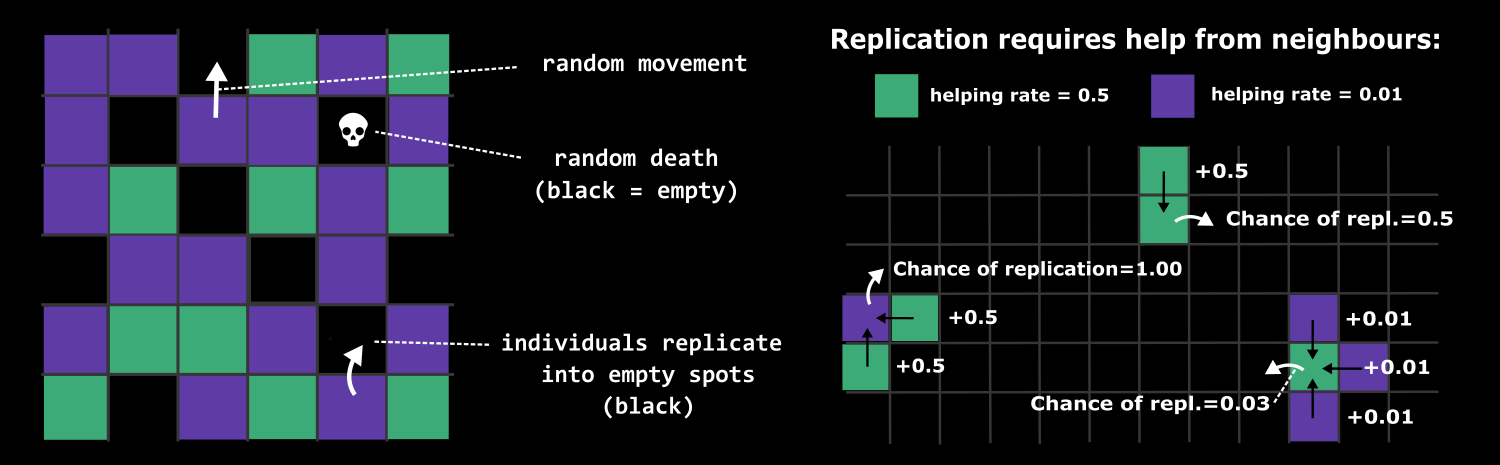 random movement
random death
(black = empty)
individuals replicate
into empty spots
(black)
Replication requires help from neighbours:
helping rate = 0.5
helping rate = 0.01
+0.5
Chance of repl.=0.5
Chance of replication=1.00
+0.5
+0.5
+0.01
+0.01
Chance of repl.=0.03
+0.01